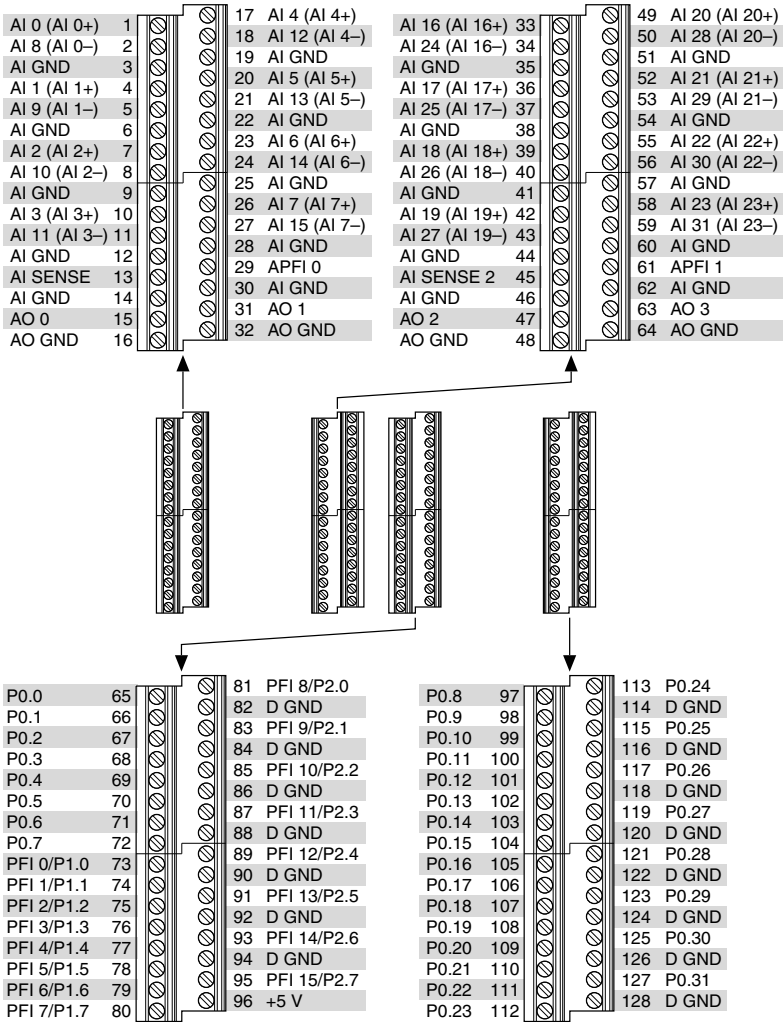 AI 0 (AI 0+) 1
AI 8 (AI 0–) 2
AI GND 3
AI 1 (AI 1+) 4
AI 9 (AI 1–) 5
AI GND 6
AI 2 (AI 2+) 7
AI 10 (AI 2–) 8
AI GND 9
AI 3 (AI 3+) 10
AI 11 (AI 3–) 11
AI GND 12
AI SENSE 13
AI GND 14
AO 0 15
AO GND 16
17 AI 4 (AI 4+)
18 AI 12 (AI 4–)
19 AI GND
20 AI 5 (AI 5+)
21 AI 13 (AI 5–)
22 AI GND
23 AI 6 (AI 6+)
24 AI 14 (AI 6–)
25 AI GND
26 AI 7 (AI 7+)
27 AI 15 (AI 7–)
28 AI GND
29 APFI 0
30 AI GND
31 AO 1
32 AO GND
AI 16 (AI 16+) 33
AI 24 (AI 16–) 34
AI GND 35
AI 17 (AI 17+) 36
AI 25 (AI 17–) 37
AI GND 38
AI 18 (AI 18+) 39
AI 26 (AI 18–) 40
AI GND 41
AI 19 (AI 19+) 42
AI 27 (AI 19–) 43
AI GND 44
AI SENSE 2 45
AI GND 46
AO 2 47
AO GND 48
49 AI 20 (AI 20+)
50 AI 28 (AI 20–)
51 AI GND
52 AI 21 (AI 21+)
53 AI 29 (AI 21–)
54 AI GND
55 AI 22 (AI 22+)
56 AI 30 (AI 22–)
57 AI GND
58 AI 23 (AI 23+)
59 AI 31 (AI 23–)
60 AI GND
61 APFI 1
62 AI GND
63 AO 3
64 AO GND
P0.0 65
P0.1 66
P0.2 67
P0.3 68
P0.4 69
P0.5 70
P0.6 71
P0.7 72
PFI 0/P1.0 73
PFI 1/P1.1 74
PFI 2/P1.2 75
PFI 3/P1.3 76
PFI 4/P1.4 77
PFI 5/P1.5 78
PFI 6/P1.6 79
PFI 7/P1.7 80
81 PFI 8/P2.0
82 D GND
83 PFI 9/P2.1
84 D GND
85 PFI 10/P2.2
86 D GND
87 PFI 11/P2.3
88 D GND
89 PFI 12/P2.4
90 D GND
91 PFI 13/P2.5
92 D GND
93 PFI 14/P2.6
94 D GND
95 PFI 15/P2.7
96 +5 V
P0.8 97
P0.9 98
P0.10 99
P0.11 100
P0.12 101
P0.13 102
P0.14 103
P0.15 104
P0.16 105
P0.17 106
P0.18 107
P0.19 108
P0.20 109
P0.21 110
P0.22 111
P0.23 112
113 P0.24
114 D GND
115 P0.25
116 D GND
117 P0.26
118 D GND
119 P0.27
120 D GND
121 P0.28
122 D GND
123 P0.29
124 D GND
125 P0.30
126 D GND
127 P0.31
128 D GND